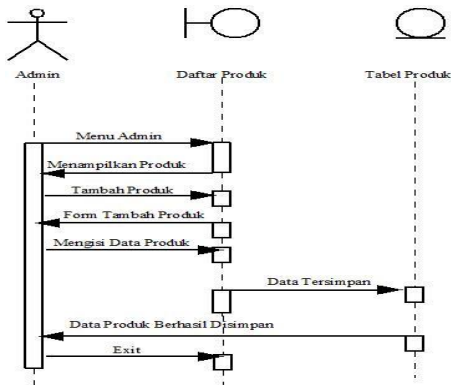 Admin
Daftar Produk
Tabel Produk
Menu Admin
Menampilkan Produk
Tambah Produk
Form Tambah Produk
Mengisi Data Produk
Data Tersimpan
Data Produk Berhasil Disimpan
Exit